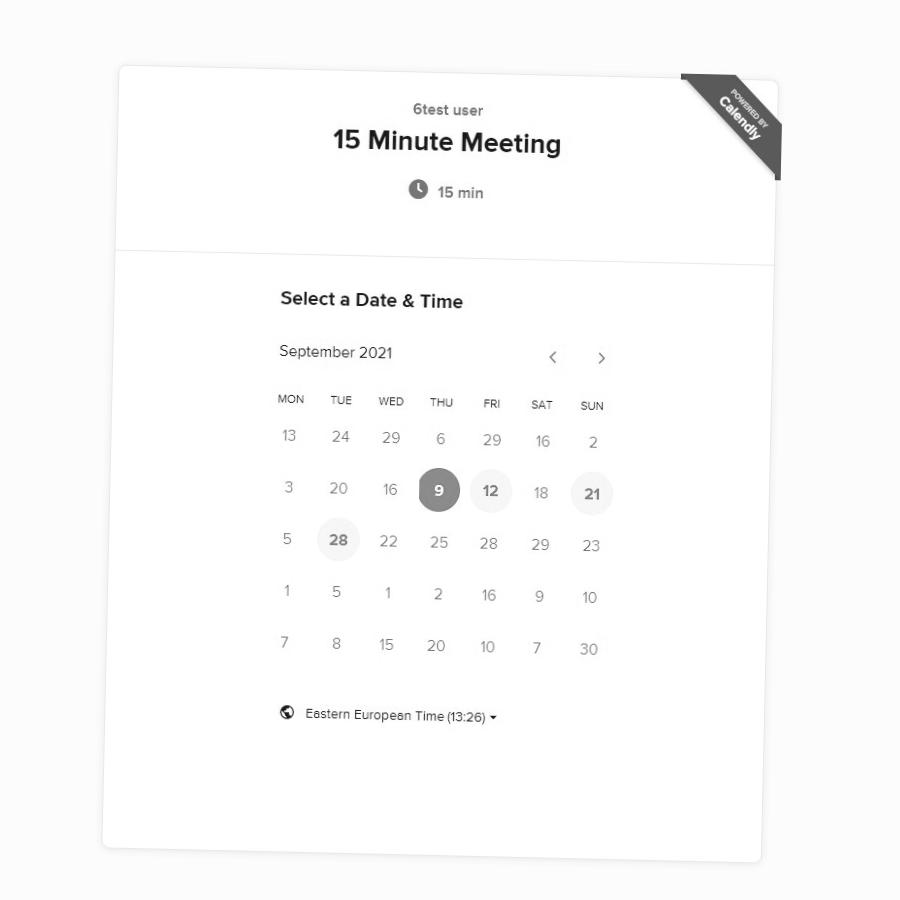 POWERED BY
Calendly
6test user
15 Minute Meeting
15 min
Select a Date & Time
September 2021
MON TUE WED THU FRI SAT SUN
13 24 29 6 29 16 2
3 20 16 9 12 18 21
5 28 22 25 28 29 23
1 5 1 2 16 9 10
7 8 15 20 10 7 30
Eastern European Time (13:26)